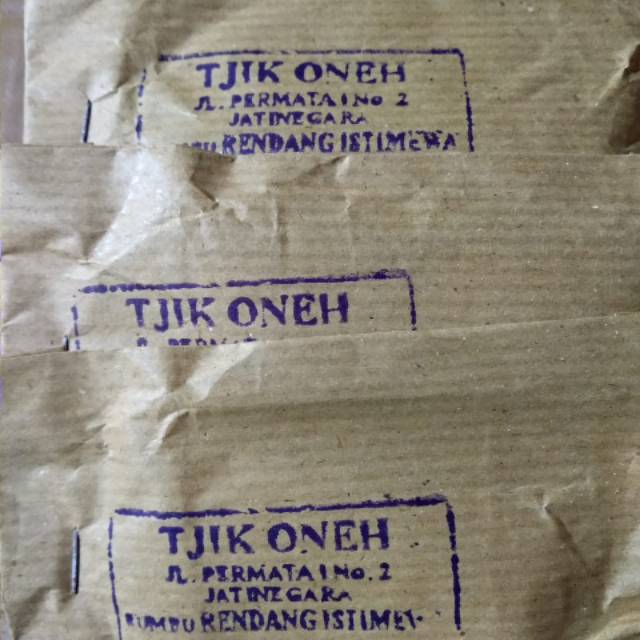 TJIK ONEH
JL. PERMATA I No 2
JATINEGARA
RENDANG ISTIMEWA
TJIK ONEH
TJIK ONEH
JL. PERMATA I No. 2
JATINEGARA
BUMBU RENDANG